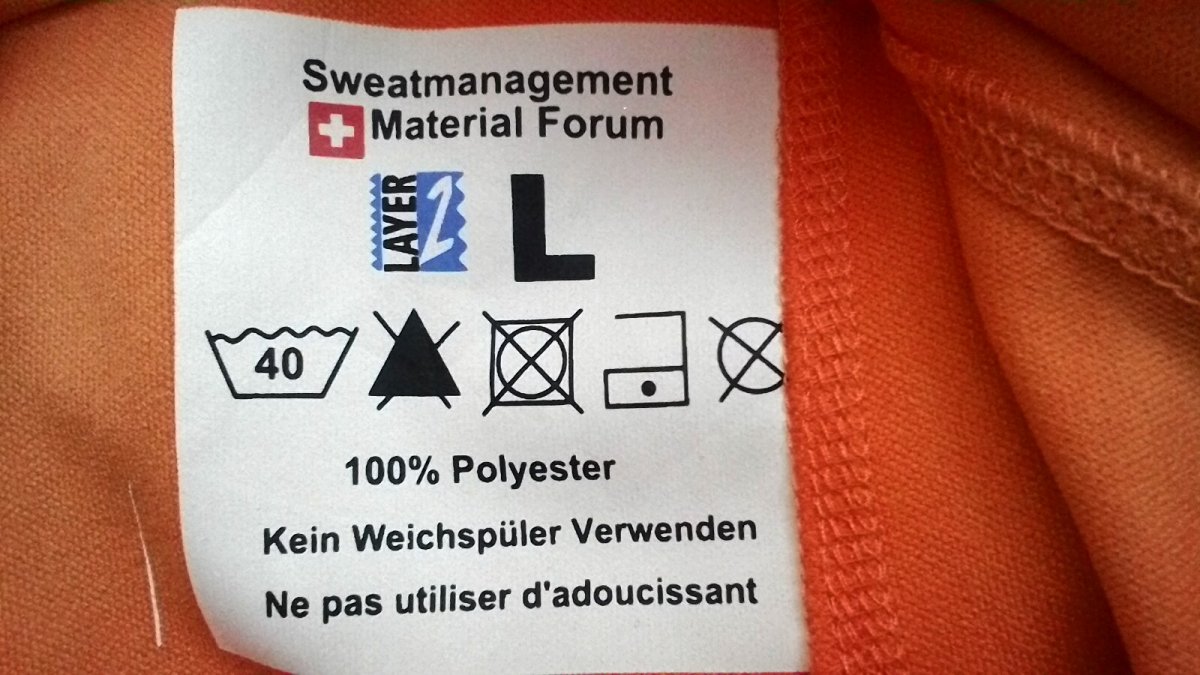 Sweatmanagement
Material Forum
LAYER 2
L
40
100% Polyester
Kein Weichspüler Verwenden
Ne pas utiliser d'adoucissant